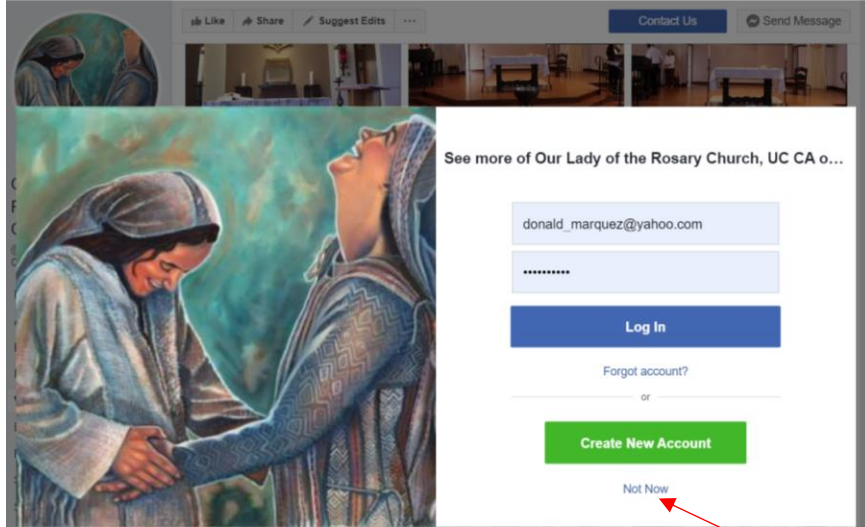 Like Share Suggest Edits ...
Contact Us Send Message
See more of Our Lady of the Rosary Church, UC CA o...
donald_marquez@yahoo.com
••••••••••
Log In
Forgot account?
or
Create New Account
Not Now